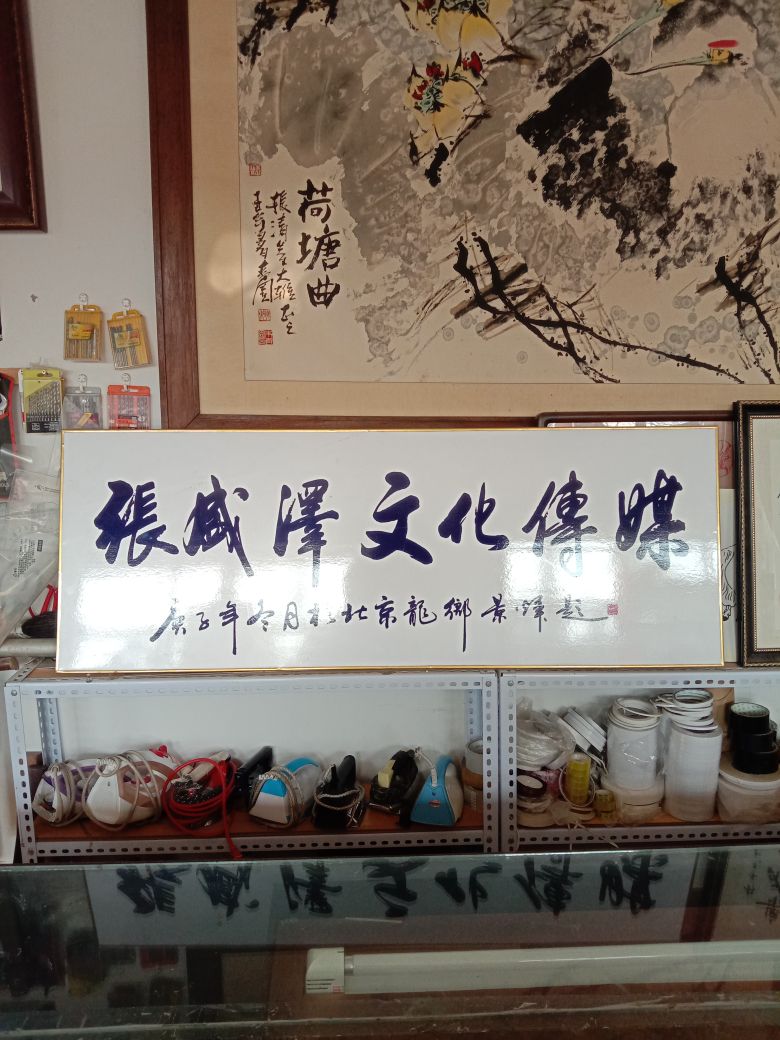 荷塘曲
張盛澤文化傳媒
庚子年冬月於北京龍鄉景鋒題